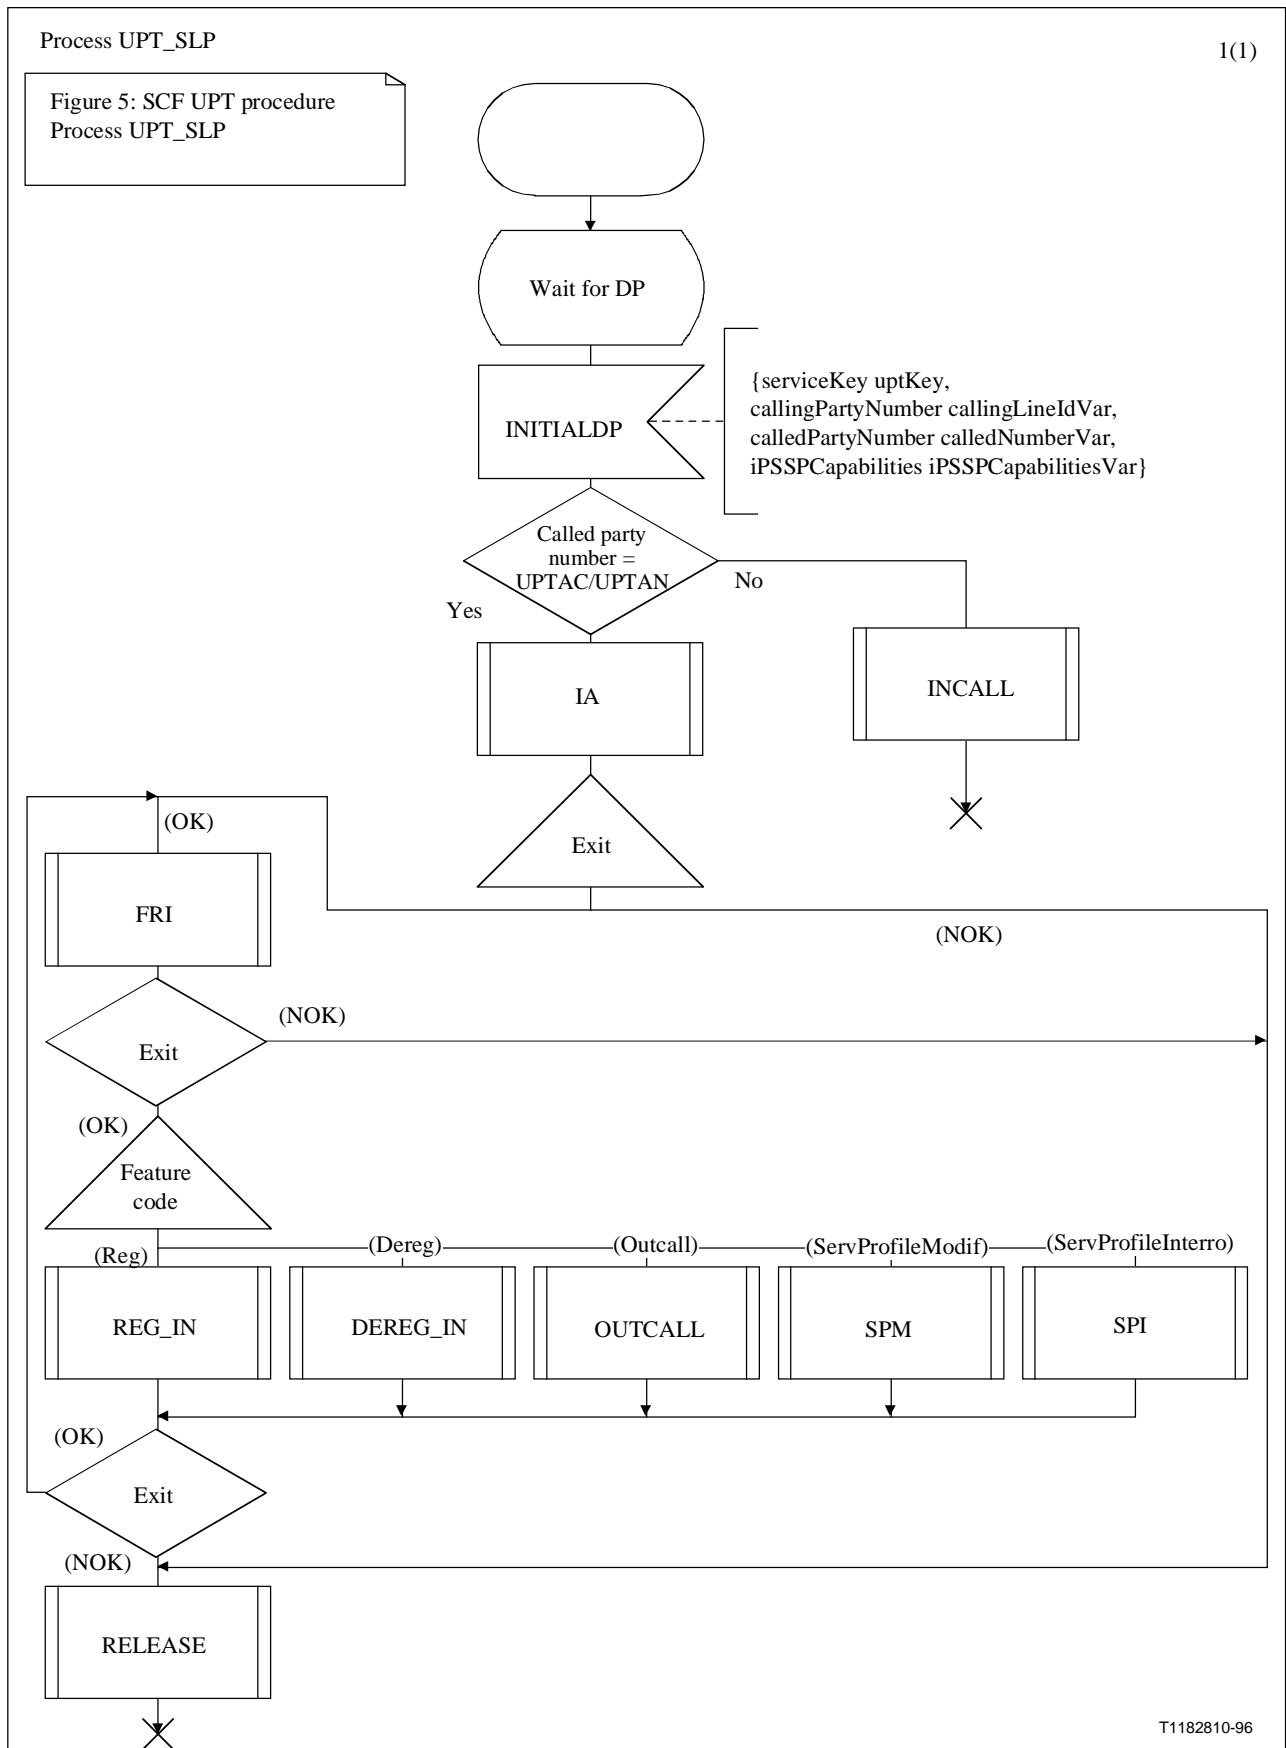 Process UPT_SLP
1(1)
Figure 5: SCF UPT procedure
Process UPT_SLP
Wait for DP
INITIALDP
{serviceKey uptKey,
callingPartyNumber callingLineIdVar,
calledPartyNumber calledNumberVar,
iPSSPCapabilities iPSSPCapabilitiesVar}
Called party
number =
UPTAC/UPTAN
No
Yes
IA
INCALL
Exit
(OK)
FRI
(NOK)
(NOK)
Exit
(OK)
Feature
code
(Reg)
(Dereg)
(Outcall)
(ServProfileModif)
(ServProfileInterro)
REG_IN
DEREG_IN
OUTCALL
SPM
SPI
(OK)
Exit
(NOK)
RELEASE
T1182810-96